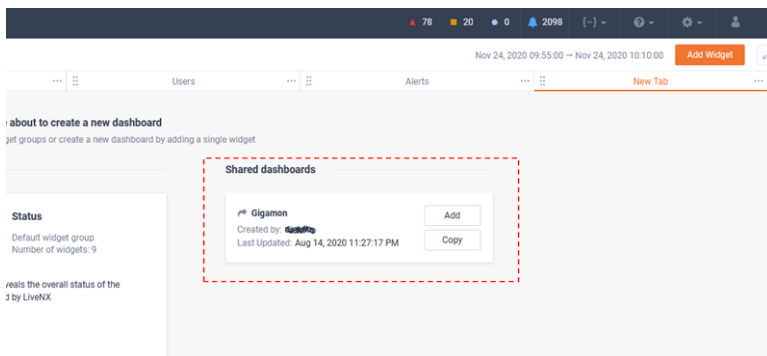 78 20 0 2098 {~}
Nov 24, 2020 09:55:00 – Nov 24, 2020 10:10:00 Add Widget
Users Alerts New Tab
about to create a new dashboard
get groups or create a new dashboard by adding a single widget
Shared dashboards
Status
Default widget group
Number of widgets: 9
veals the overall status of the
d by LiveNX
Gigamon
Created by:
Last Updated: Aug 14, 2020 11:27:17 PM
Add
Copy